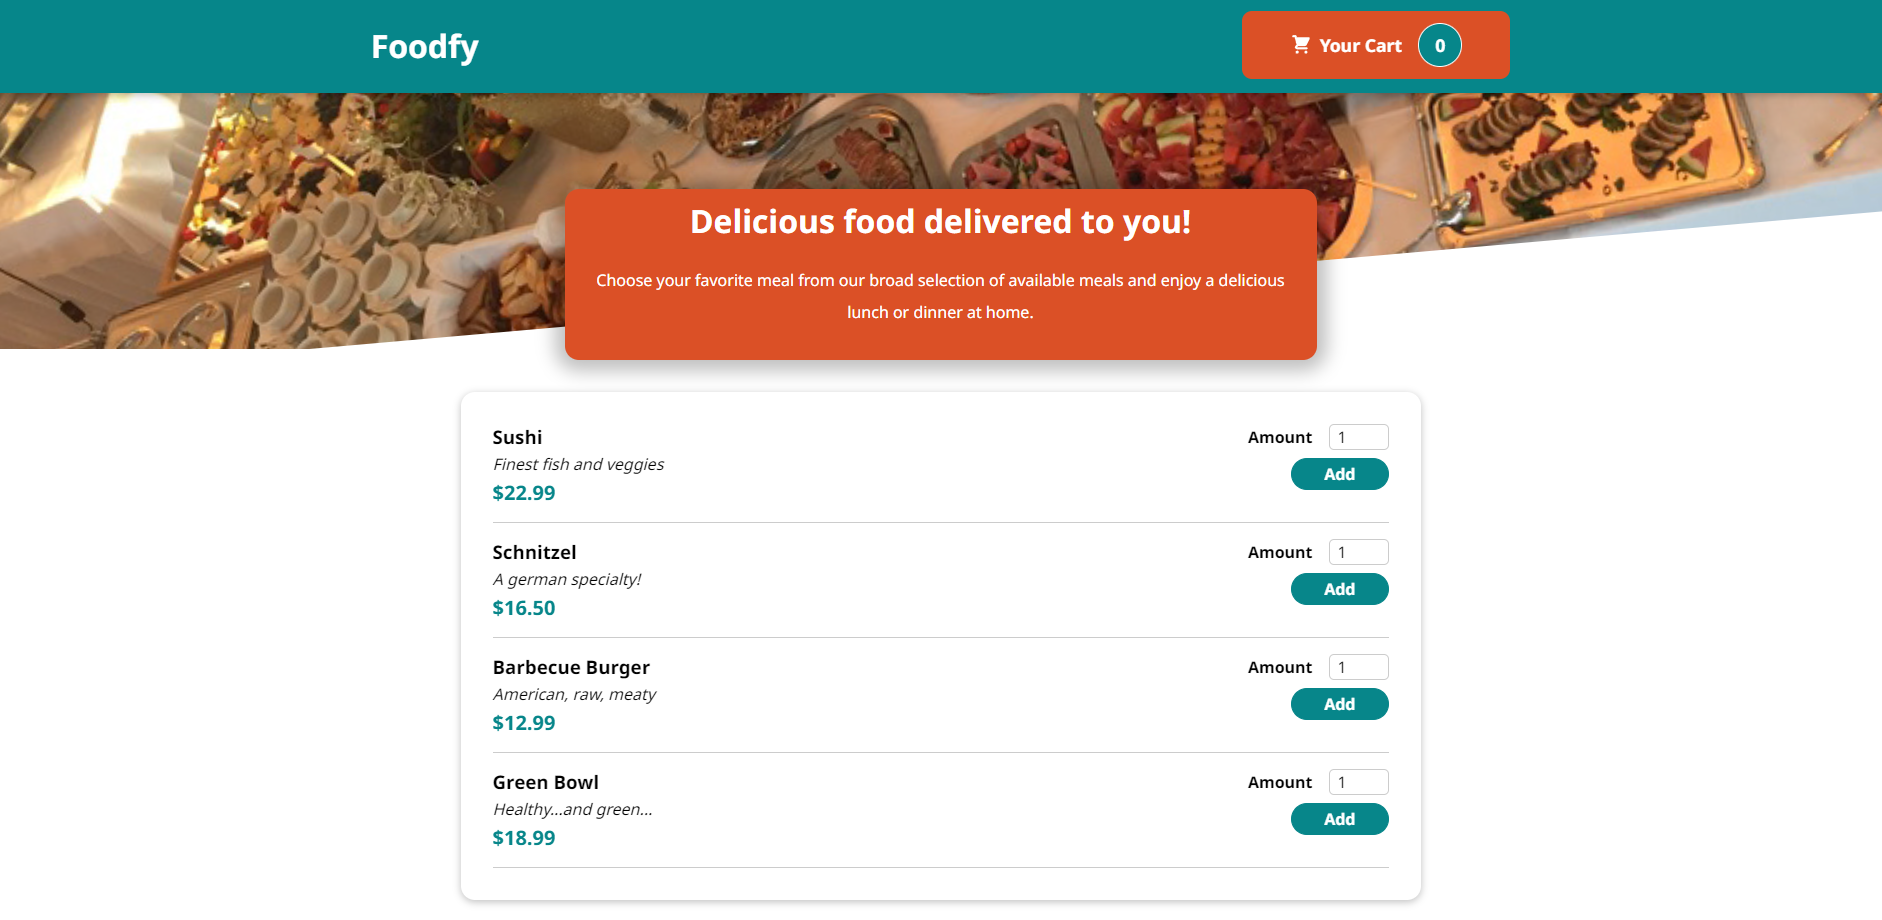 Foodfy
Your Cart 0
Delicious food delivered to you!
Choose your favorite meal from our broad selection of available meals and enjoy a delicious
lunch or dinner at home.
Sushi
Finest fish and veggies
$22.99
Amount 1
Add
Schnitzel
A german specialty!
$16.50
Amount 1
Add
Barbecue Burger
American, raw, meaty
$12.99
Amount 1
Add
Green Bowl
Healthy...and green...
$18.99
Amount 1
Add